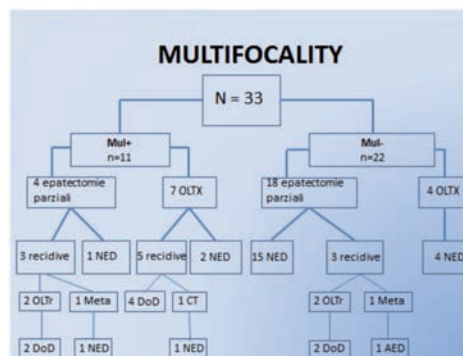 MULTIFOCALITY
N = 33
Mul+
n=11
Mul-
n=22
4 epatectomie
parziali
7 OLTX
18 epatectomie
parziali
4 OLTX
3 recidive
1 NED
5 recidive
2 NED
15 NED
3 recidive
4 NED
2 OLTr
1 Meta
4 DoD
1 CT
2 OLTr
1 Meta
2 DoD
1 NED
1 NED
2 DoD
1 AED